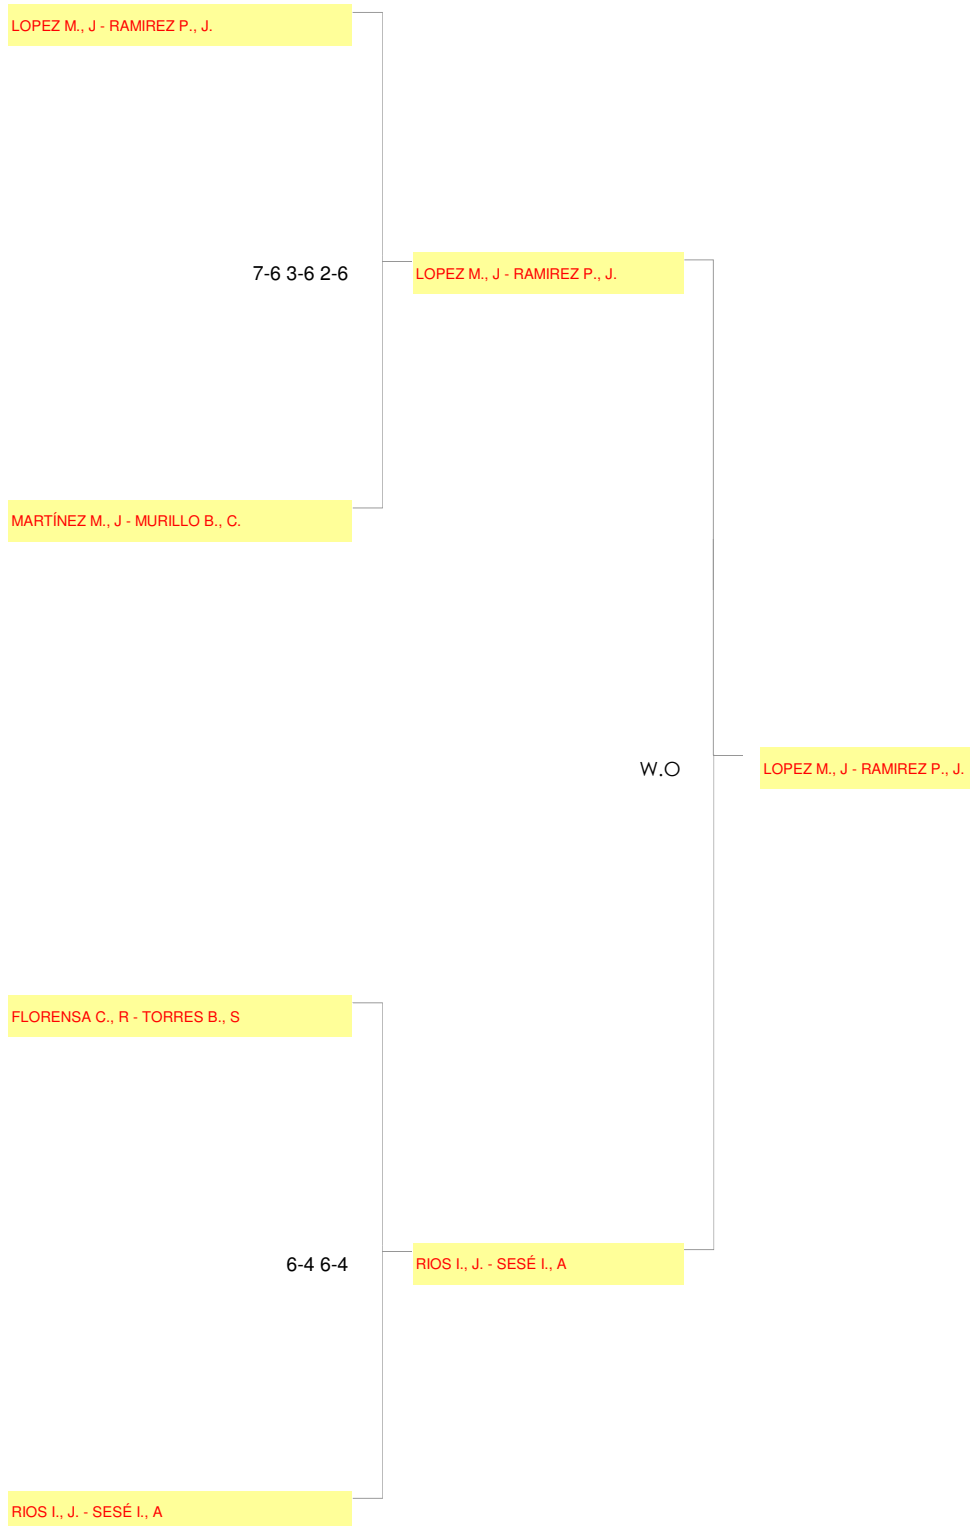 LOPEZ M., J - RAMIREZ P., J.
7-6 3-6 2-6
LOPEZ M., J - RAMIREZ P., J.
MARTÍNEZ M., J - MURILLO B., C.
W.O
LOPEZ M., J - RAMIREZ P., J.
FLORENSA C., R - TORRES B., S
6-4 6-4
RIOS I., J. - SESÉ I., A
RIOS I., J. - SESÉ I., A